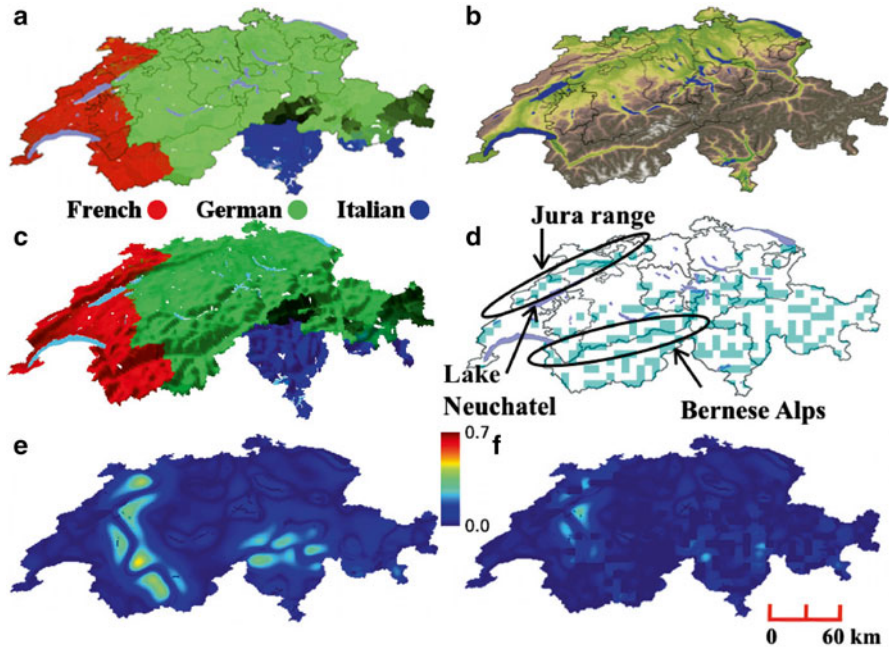 a
b
French
German
Italian
c
Jura range
d
Lake
Neuchatel
Bernese Alps
e
0.7
0.0
f
0
60 km